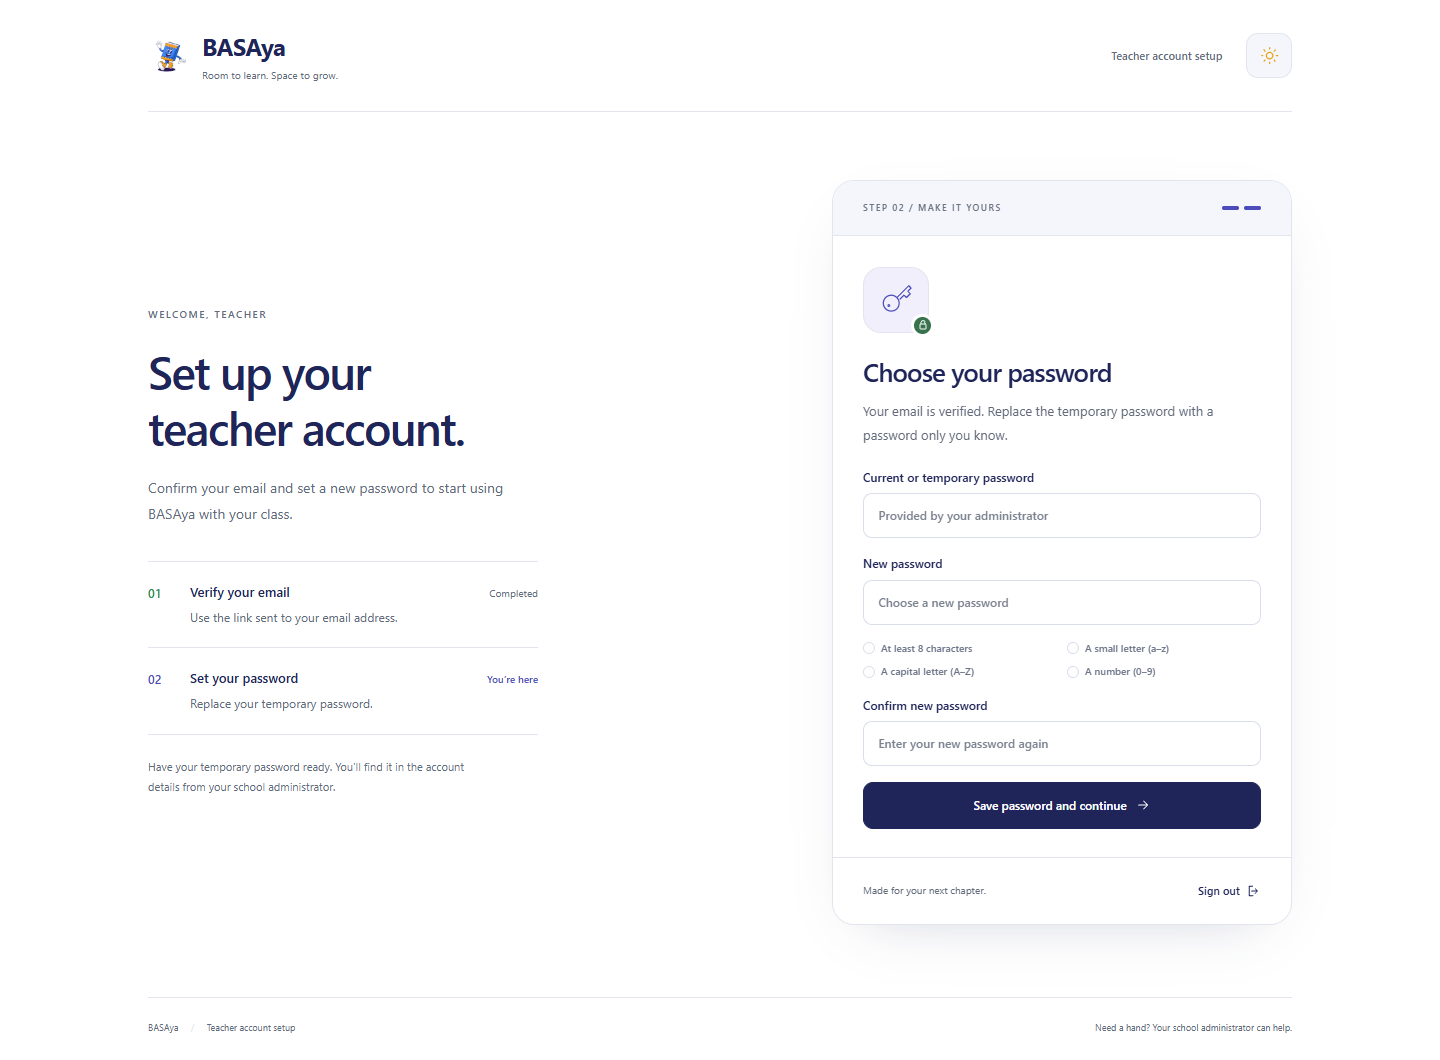 BASAya
Room to learn. Space to grow.
Teacher account setup
WELCOME, TEACHER
Set up your
teacher account.
Confirm your email and set a new password to start using
BASAya with your class.
01 Verify your email Completed
Use the link sent to your email address.
02 Set your password You're here
Replace your temporary password.
Have your temporary password ready. You'll find it in the account
details from your school administrator.
STEP 02 / MAKE IT YOURS
Choose your password
Your email is verified. Replace the temporary password with a
password only you know.
Current or temporary password
Provided by your administrator
New password
Choose a new password
At least 8 characters A small letter (a–z)
A capital letter (A–Z) A number (0–9)
Confirm new password
Enter your new password again
Save password and continue
Made for your next chapter. Sign out
BASAya / Teacher account setup
Need a hand? Your school administrator can help.